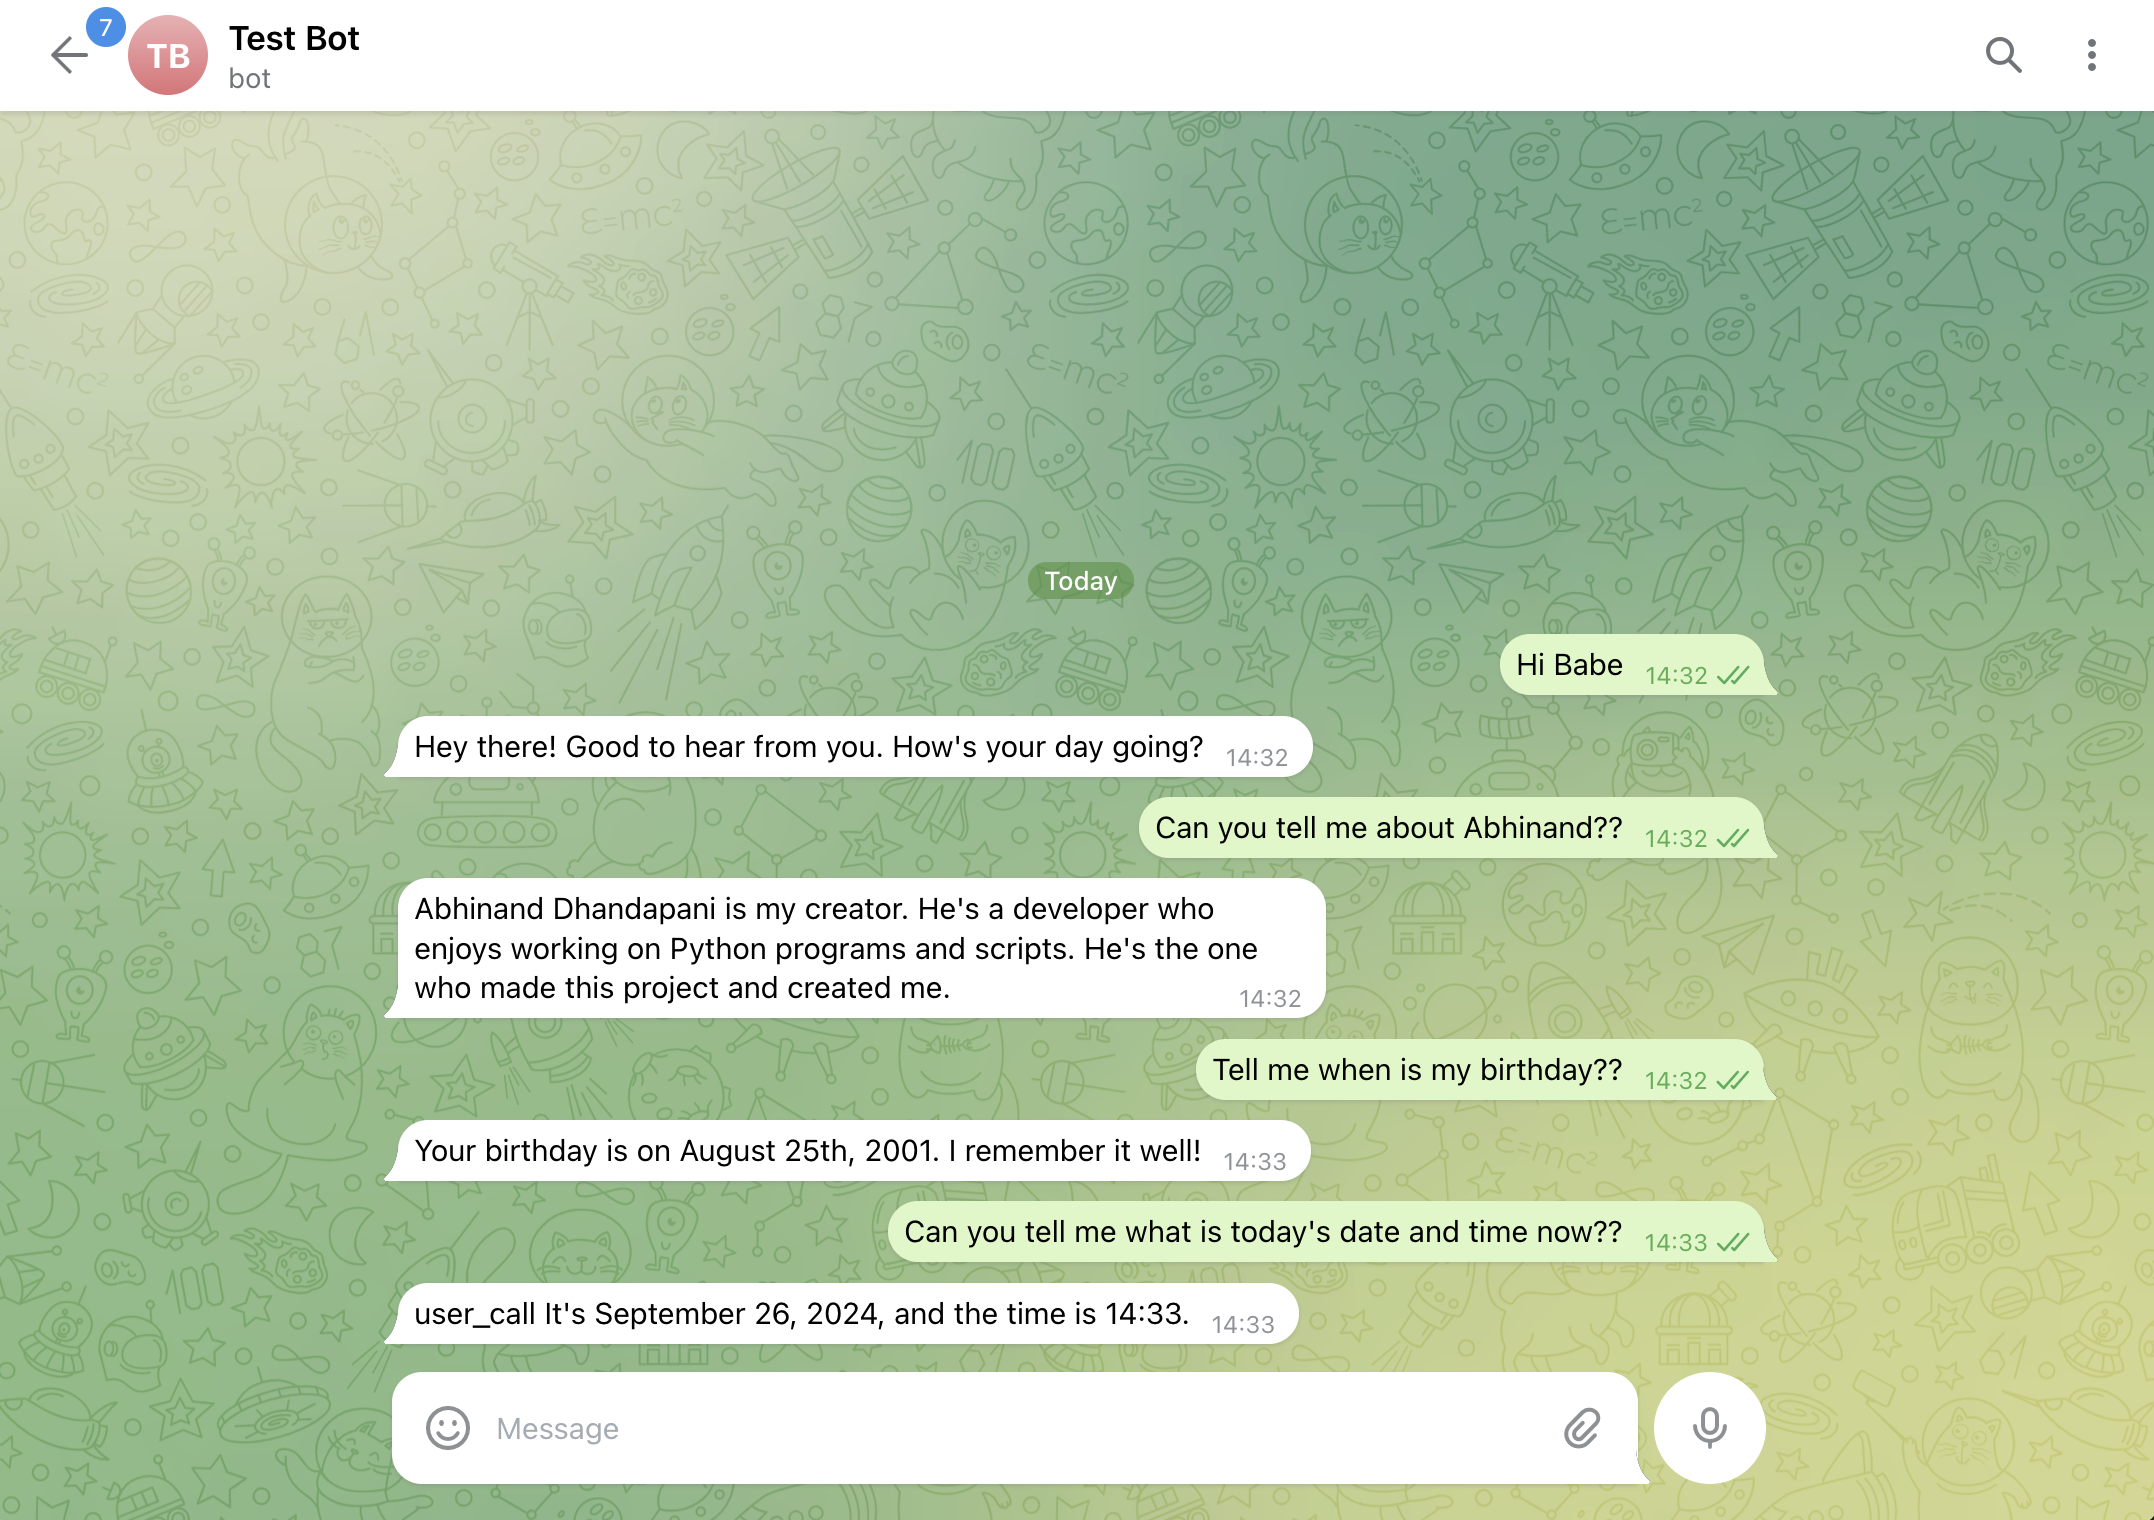 7
TB
Test Bot
bot
Today
Hi Babe 14:32
Hey there! Good to hear from you. How's your day going? 14:32
Can you tell me about Abhinand?? 14:32
Abhinand Dhandapani is my creator. He's a developer who
enjoys working on Python programs and scripts. He's the one
who made this project and created me. 14:32
Tell me when is my birthday?? 14:32
Your birthday is on August 25th, 2001. I remember it well! 14:33
Can you tell me what is today's date and time now?? 14:33
user_call It's September 26, 2024, and the time is 14:33. 14:33
Message